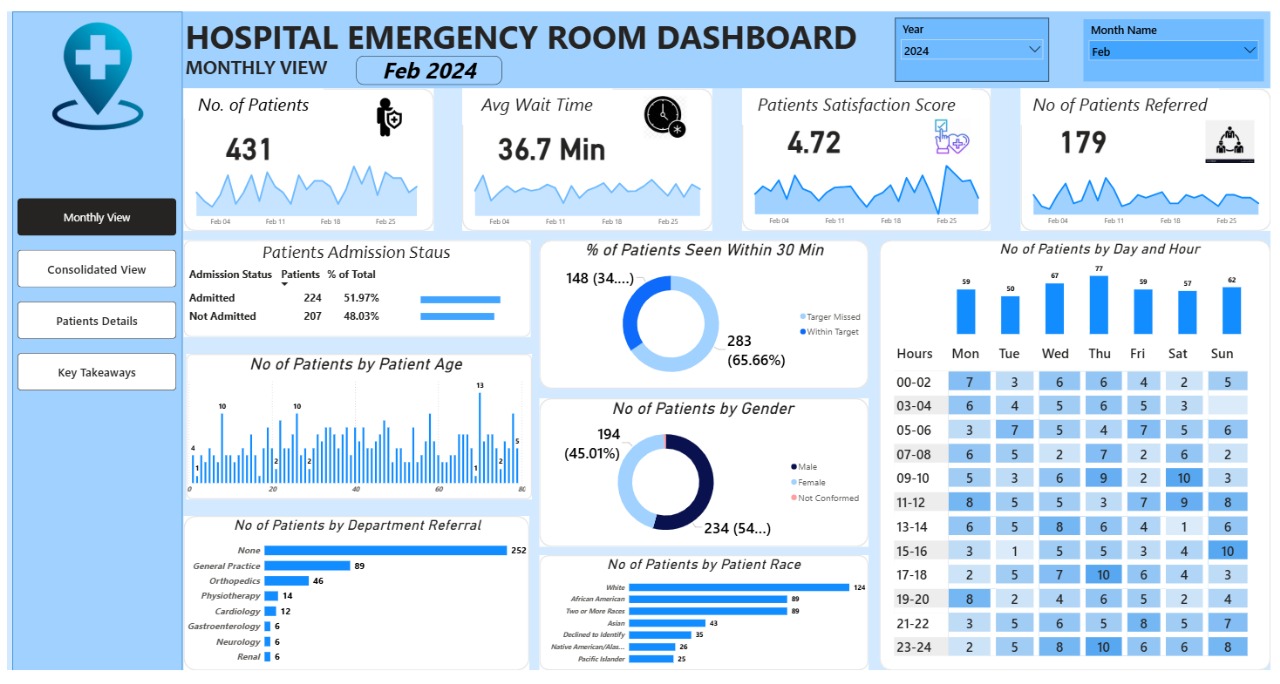 HOSPITAL EMERGENCY ROOM DASHBOARD
MONTHLY VIEW
Feb 2024
Year
2024
Month Name
Feb
Monthly View
Consolidated View
Patients Details
Key Takeaways
No. of Patients
431
Feb 04 Feb 11 Feb 18 Feb 25
Avg Wait Time
36.7 Min
Feb 04 Feb 11 Feb 18 Feb 25
Patients Satisfaction Score
4.72
Feb 04 Feb 11 Feb 18 Feb 25
No of Patients Referred
179
Feb 04 Feb 11 Feb 18 Feb 25
Patients Admission Staus
Admission Status Patients % of Total
Admitted 224 51.97%
Not Admitted 207 48.03%
No of Patients by Patient Age
4 1 10 2 10 2 13 1 2 5
0 20 40 60 80
No of Patients by Department Referral
None 252
General Practice 89
Orthopedics 46
Physiotherapy 14
Cardiology 12
Gastroenterology 6
Neurology 6
Renal 6
% of Patients Seen Within 30 Min
148 (34....)
283
(65.66%)
Targer Missed
Within Target
No of Patients by Gender
194
(45.01%)
234 (54...)
Male
Female
Not Conformed
No of Patients by Patient Race
White 124
African American 89
Two or More Races 89
Asian 43
Declined to Identify 35
Native American/Alas... 26
Pacific Islander 25
No of Patients by Day and Hour
59 50 67 77 59 57 62
Hours Mon Tue Wed Thu Fri Sat Sun
00-02 7 3 6 6 4 2 5
03-04 6 4 5 6 5 3
05-06 3 7 5 4 7 5 6
07-08 6 5 2 7 2 6 2
09-10 5 3 6 9 2 10 3
11-12 8 5 5 3 7 9 8
13-14 6 5 8 6 4 1 6
15-16 3 1 5 5 3 4 10
17-18 2 5 7 10 6 4 3
19-20 8 2 4 6 5 2 4
21-22 3 5 6 5 8 5 7
23-24 2 5 8 10 6 6 8